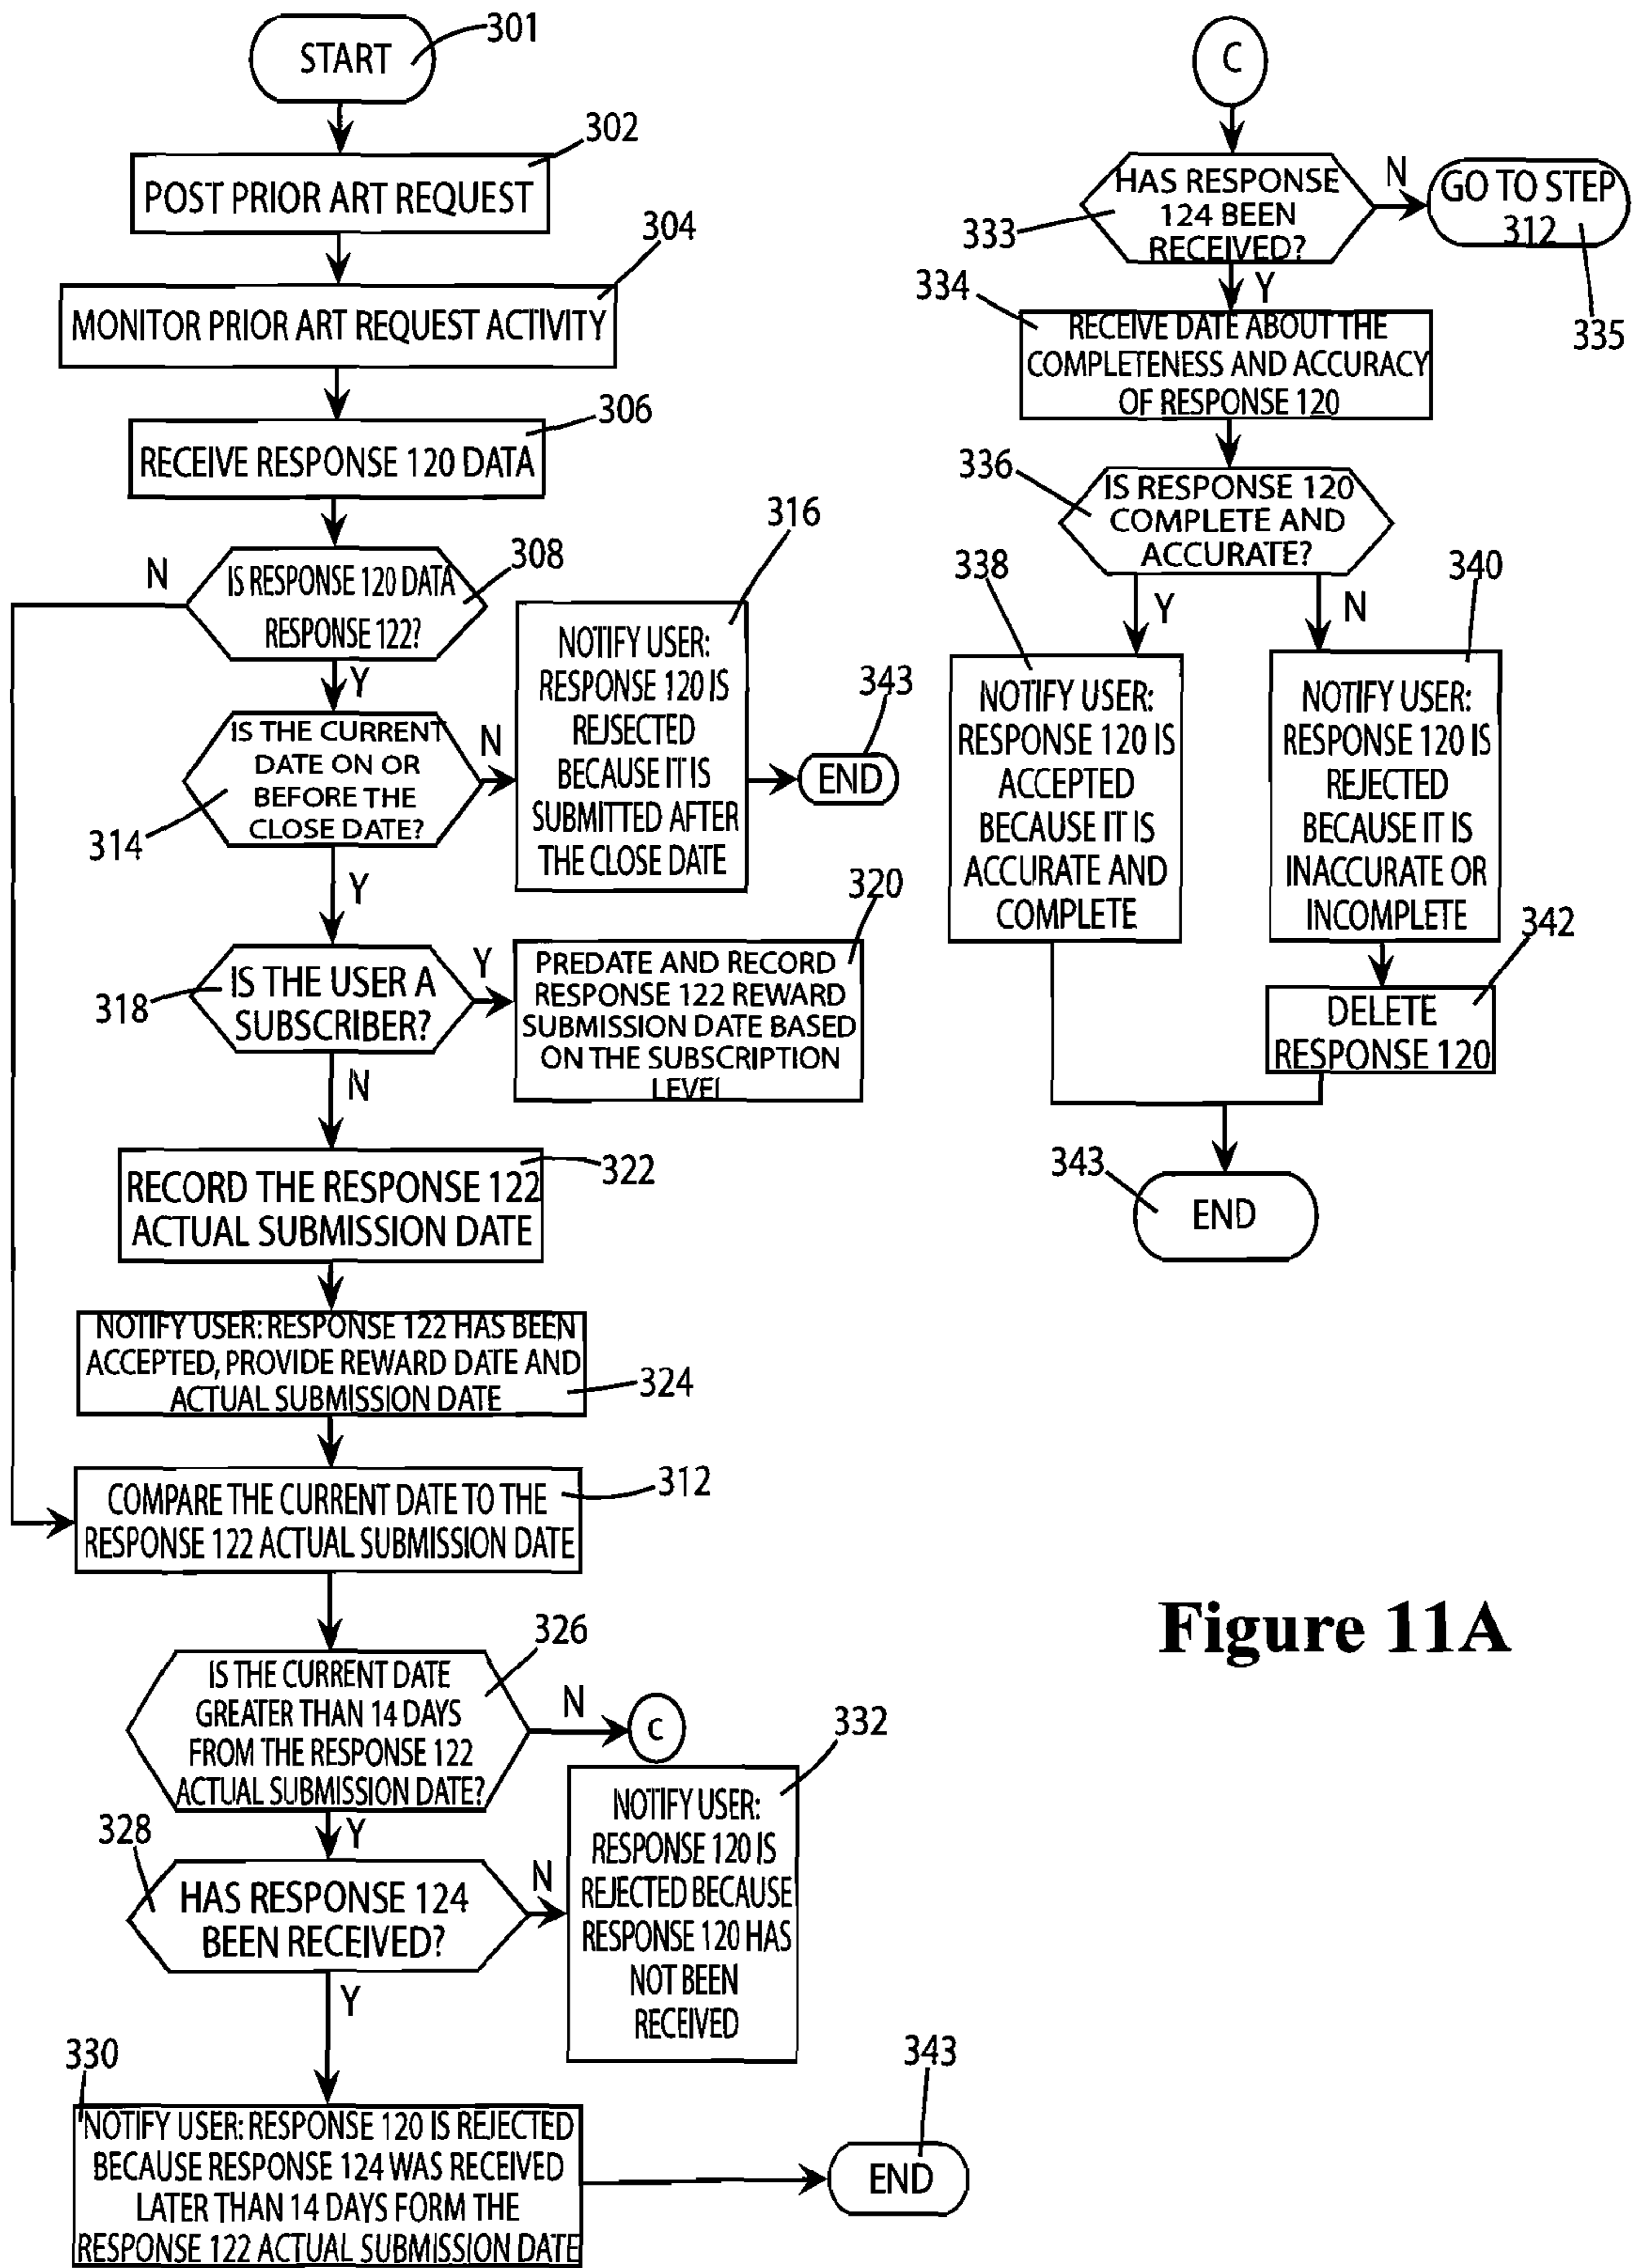 START
301
302
POST PRIOR ART REQUEST
304
MONITOR PRIOR ART REQUEST ACTIVITY
306
RECEIVE RESPONSE 120 DATA
N
308
IS RESPONSE 120 DATA
RESPONSE 122?
Y
316
NOTIFY USER:
RESPONSE 120 IS
REJSECTED
BECAUSE IT IS
SUBMITTED AFTER
THE CLOSE DATE
343
END
IS THE CURRENT
DATE ON OR
BEFORE THE
CLOSE DATE?
N
314
Y
320
IS THE USER A
SUBSCRIBER?
318
Y
PREDATE AND RECORD
RESPONSE 122 REWARD
SUBMISSION DATE BASED
ON THE SUBSCRIPTION
LEVEL
N
RECORD THE RESPONSE 122
ACTUAL SUBMISSION DATE
322
NOTIFY USER: RESPONSE 122 HAS BEEN
ACCEPTED, PROVIDE REWARD DATE AND
ACTUAL SUBMISSION DATE
324
COMPARE THE CURRENT DATE TO THE
RESPONSE 122 ACTUAL SUBMISSION DATE
312
326
IS THE CURRENT DATE
GREATER THAN 14 DAYS
FROM THE RESPONSE 122
ACTUAL SUBMISSION DATE?
N
C
332
Y
328
HAS RESPONSE 124
BEEN RECEIVED?
N
NOTIFY USER:
RESPONSE 120 IS
REJECTED BECAUSE
RESPONSE 120 HAS
NOT BEEN
RECEIVED
Y
330
NOTIFY USER: RESPONSE 120 IS REJECTED
BECAUSE RESPONSE 124 WAS RECEIVED
LATER THAN 14 DAYS FORM THE
RESPONSE 122 ACTUAL SUBMISSION DATE
343
END
C
HAS RESPONSE
124 BEEN
RECEIVED?
333
N
GO TO STEP
312
335
Y
334
RECEIVE DATE ABOUT THE
COMPLETENESS AND ACCURACY
OF RESPONSE 120
336
IS RESPONSE 120
COMPLETE AND
ACCURATE?
338
Y
N
340
NOTIFY USER:
RESPONSE 120 IS
ACCEPTED
BECAUSE IT IS
ACCURATE AND
COMPLETE
NOTIFY USER:
RESPONSE 120 IS
REJECTED
BECAUSE IT IS
INACCURATE OR
INCOMPLETE
342
DELETE
RESPONSE 120
343
END
Figure 11A